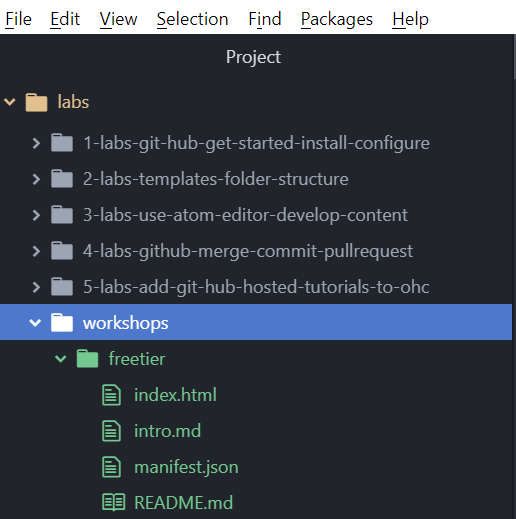 File Edit View Selection Find Packages Help
Project
labs
1-labs-git-hub-get-started-install-configure
2-labs-templates-folder-structure
3-labs-use-atom-editor-develop-content
4-labs-github-merge-commit-pullrequest
5-labs-add-git-hub-hosted-tutorials-to-ohc
workshops
freetier
index.html
intro.md
manifest.json
README.md